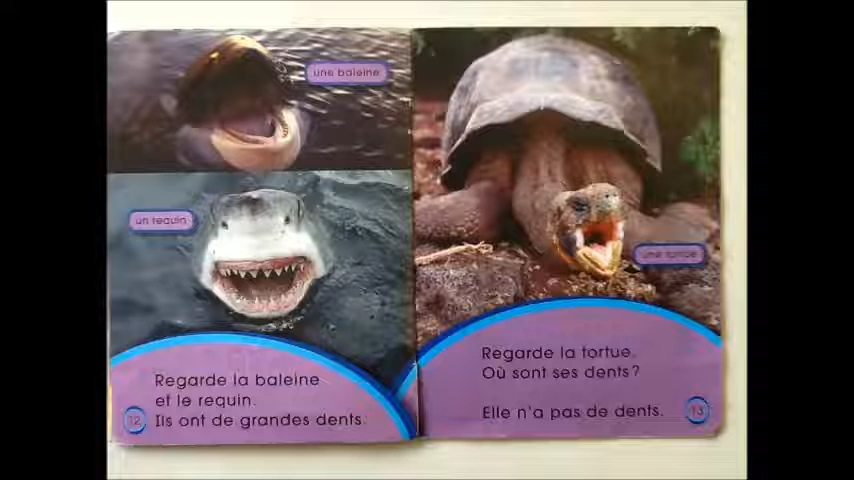 une baleine
un requin
Regarde la baleine
et le requin.
Ils ont de grandes dents.
12
une tortue
Regarde la tortue.
Où sont ses dents?
Elle n'a pas de dents.
13